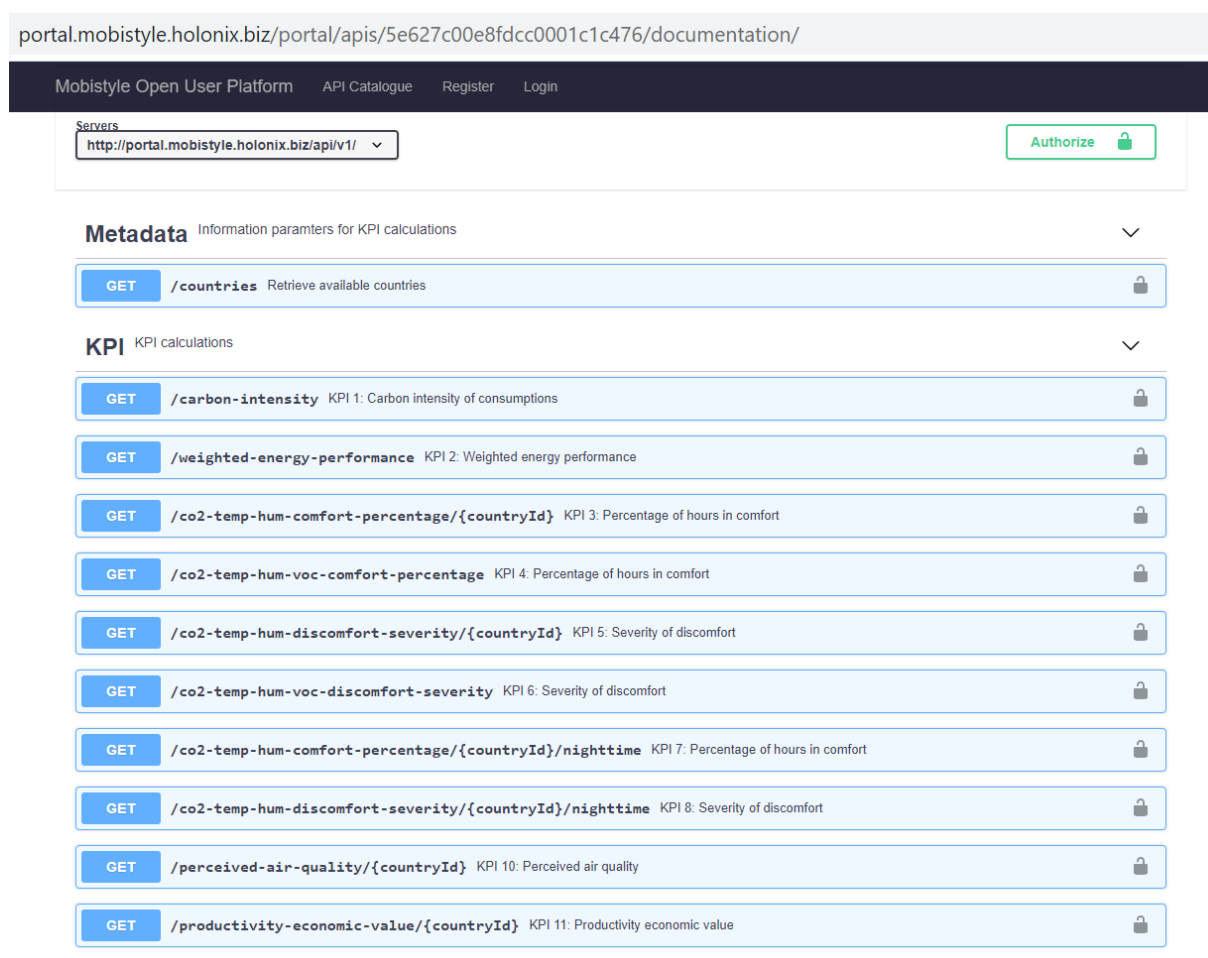 portal.mobistyle.holonix.biz/portal/apis/5e627c00e8fdcc0001c1c476/documentation/
Mobistyle Open User Platform API Catalogue Register Login
Servers
http://portal.mobistyle.holonix.biz/api/v1/ Authorize
Metadata Information paramters for KPI calculations
GET /countries Retrieve available countries
KPI KPI calculations
GET /carbon-intensity KPI 1: Carbon intensity of consumptions
GET /weighted-energy-performance KPI 2: Weighted energy performance
GET /co2-temp-hum-comfort-percentage/{countryId} KPI 3: Percentage of hours in comfort
GET /co2-temp-hum-voc-comfort-percentage KPI 4: Percentage of hours in comfort
GET /co2-temp-hum-discomfort-severity/{countryId} KPI 5: Severity of discomfort
GET /co2-temp-hum-voc-discomfort-severity KPI 6: Severity of discomfort
GET /co2-temp-hum-comfort-percentage/{countryId}/nighttime KPI 7: Percentage of hours in comfort
GET /co2-temp-hum-discomfort-severity/{countryId}/nighttime KPI 8: Severity of discomfort
GET /perceived-air-quality/{countryId} KPI 10: Perceived air quality
GET /productivity-economic-value/{countryId} KPI 11: Productivity economic value